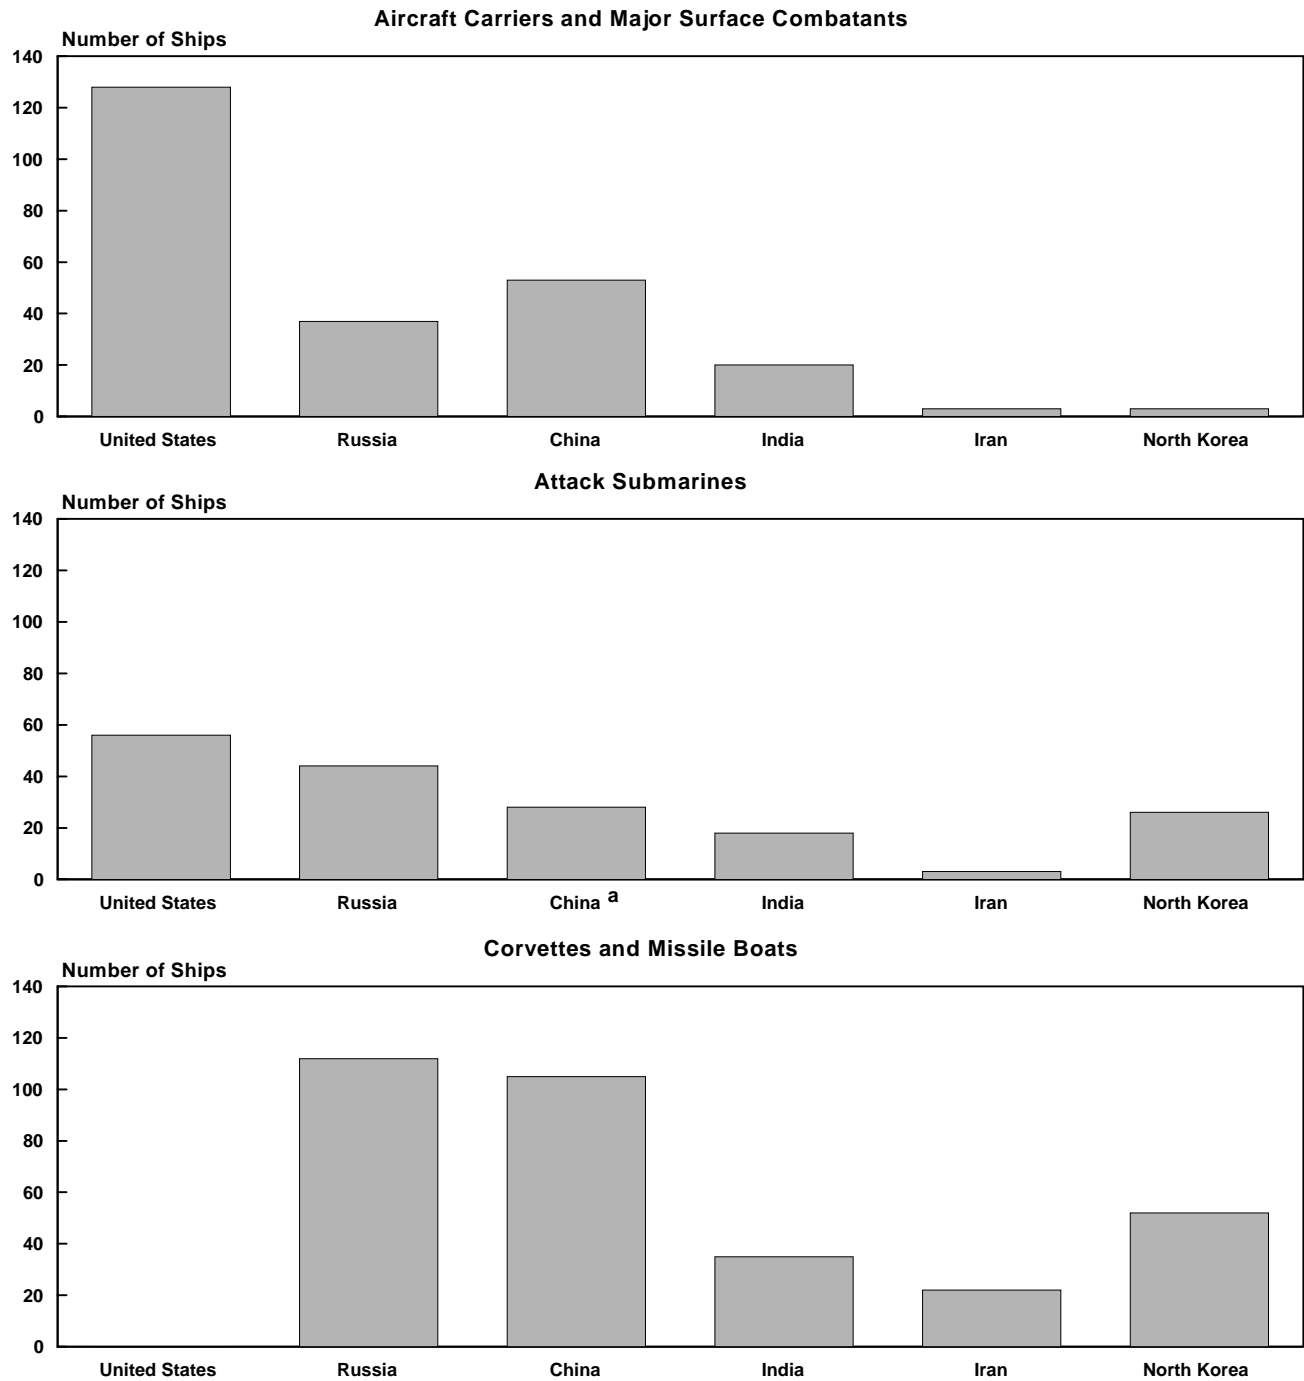 Aircraft Carriers and Major Surface Combatants
Number of Ships
140
120
100
80
60
40
20
0
United States Russia China India Iran North Korea
Attack Submarines
Number of Ships
140
120
100
80
60
40
20
0
United States Russia China a India Iran North Korea
Corvettes and Missile Boats
Number of Ships
140
120
100
80
60
40
20
0
United States Russia China India Iran North Korea